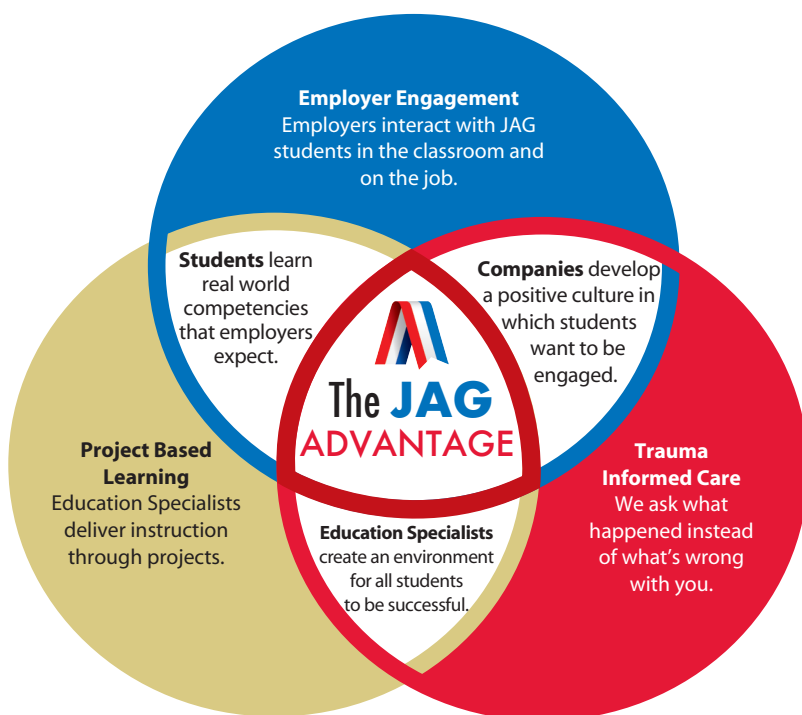 Employer Engagement
Employers interact with JAG
students in the classroom and
on the job.
Students learn
real world
competencies
that employers
expect.
Companies develop
a positive culture in
which students
want to be
engaged.
The JAG
ADVANTAGE
Project Based
Learning
Education Specialists
deliver instruction
through projects.
Trauma
Informed Care
We ask what
happened instead
of what's wrong
with you.
Education Specialists
create an environment
for all students
to be successful.